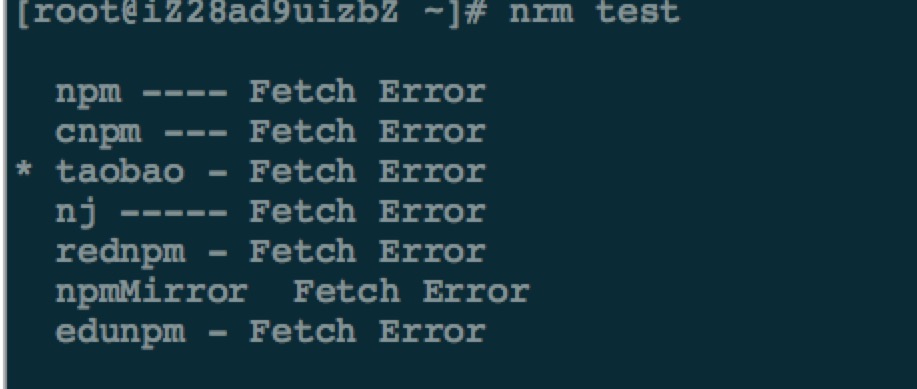 [root@iZ28ad9uizbZ ~]# nrm test
npm ---- Fetch Error
cnpm --- Fetch Error
* taobao - Fetch Error
nj ----- Fetch Error
rednpm - Fetch Error
npmMirror  Fetch Error
edunpm - Fetch Error